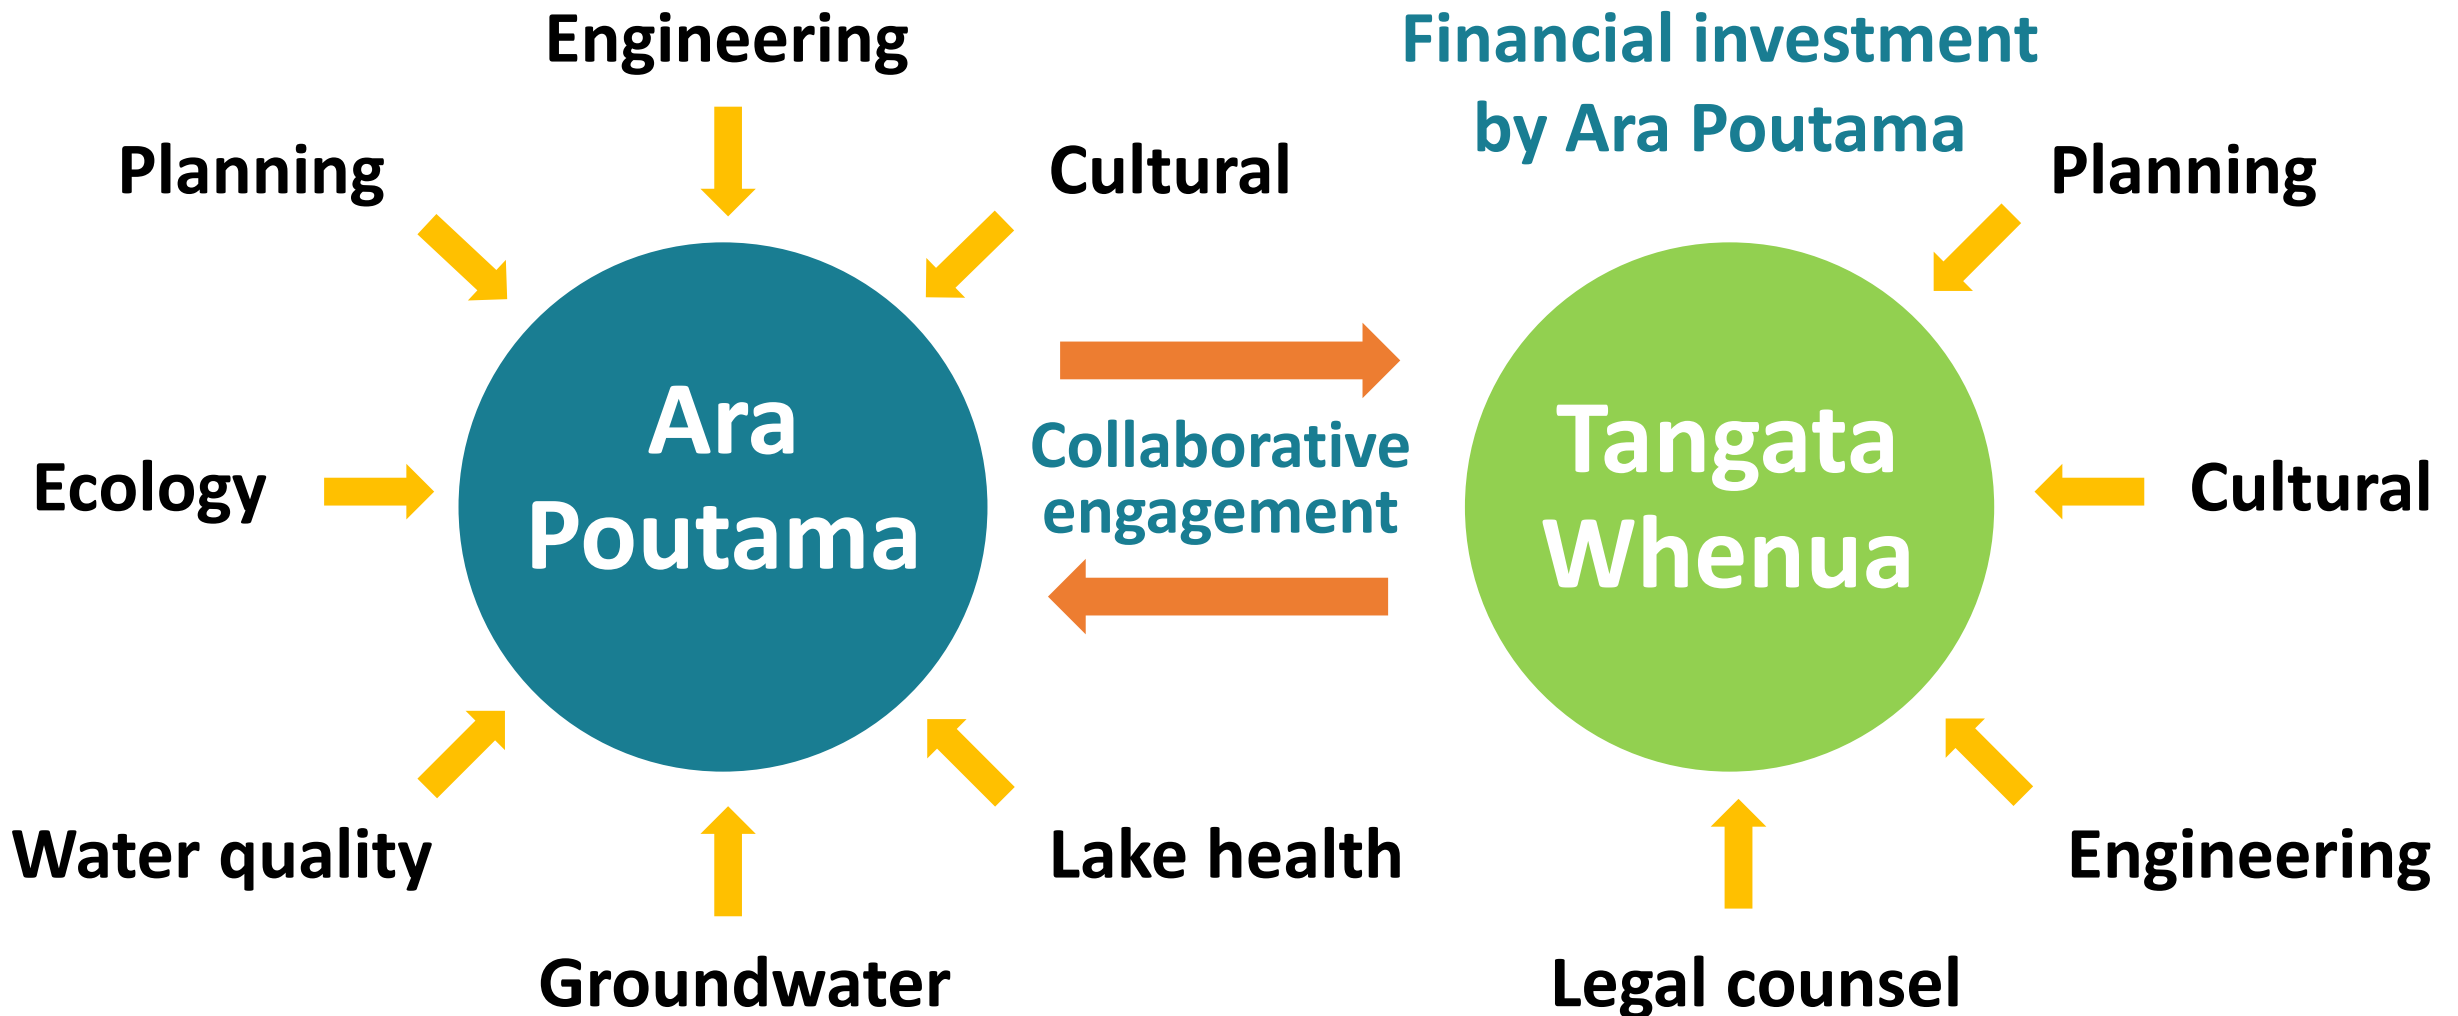 Engineering
Financial investment
by Ara Poutama
Planning
Cultural
Planning
Ara
Poutama
Collaborative
engagement
Tangata
Whenua
Ecology
Cultural
Water quality
Lake health
Engineering
Groundwater
Legal counsel